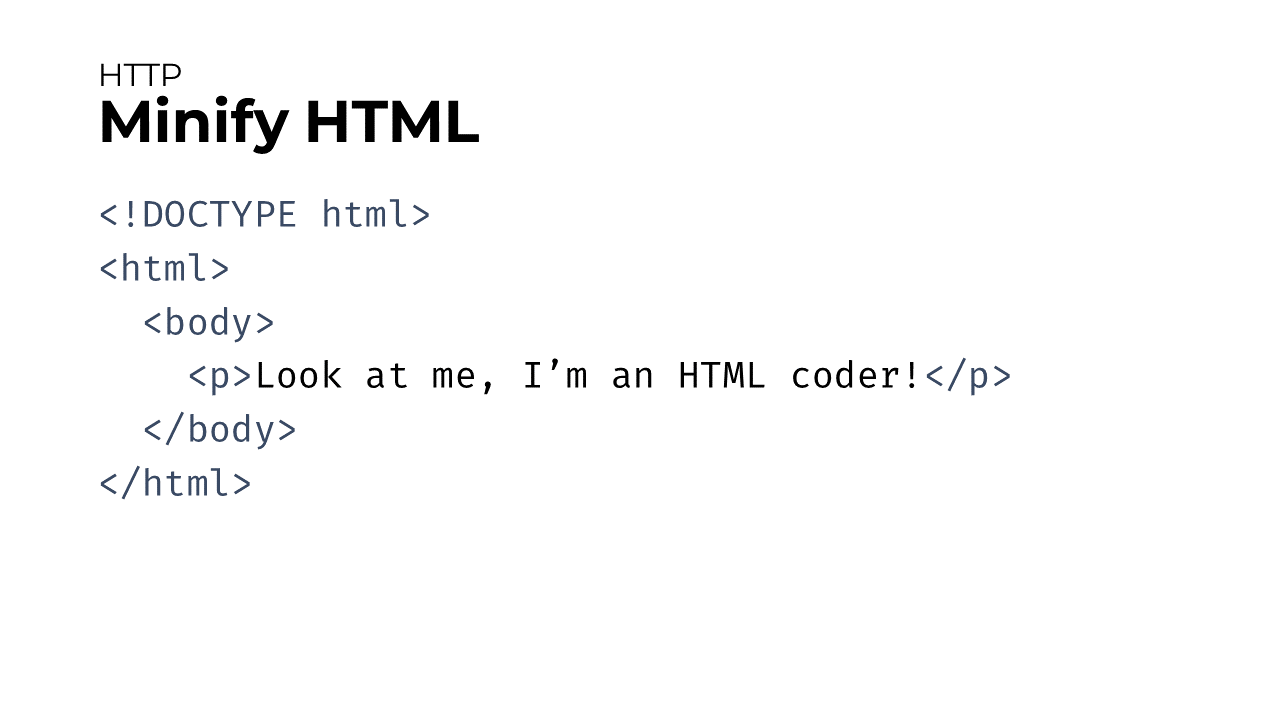 HTTP
Minify HTML
<!DOCTYPE html>
<html>
<body>
<p>Look at me, I’m an HTML coder!</p>
</body>
</html>